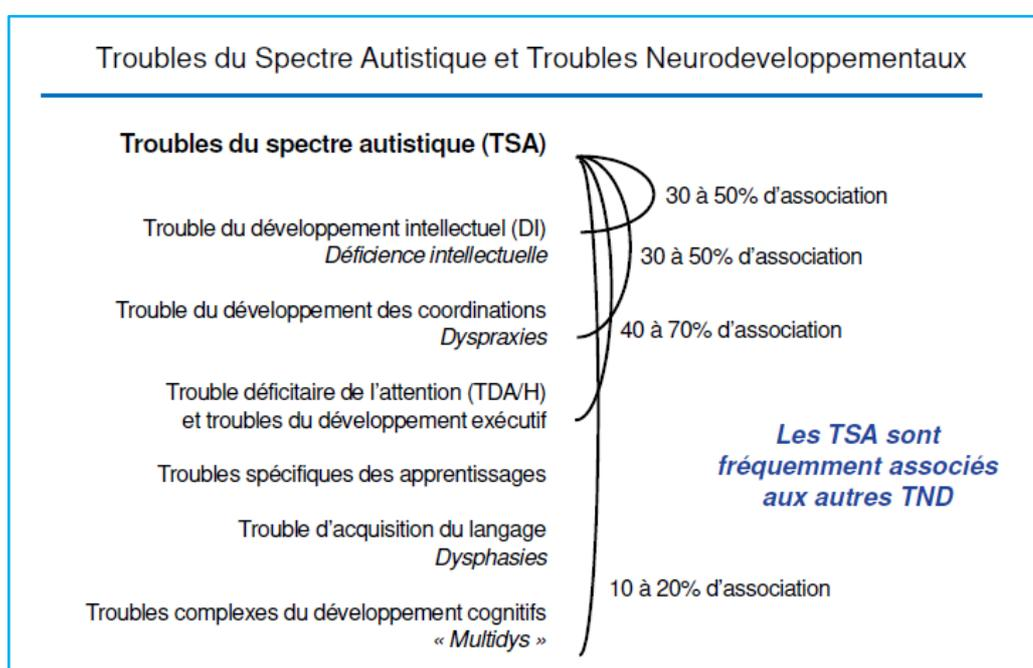 Troubles du Spectre Autistique et Troubles Neurodeveloppementaux
Troubles du spectre autistique (TSA)
30 à 50% d’association
Trouble du développement intellectuel (DI)
Déficience intellectuelle
30 à 50% d’association
Trouble du développement des coordinations
Dyspraxies
40 à 70% d’association
Trouble déficitaire de l’attention (TDA/H)
et troubles du développement exécutif
Les TSA sont
fréquemment associés
aux autres TND
Troubles spécifiques des apprentissages
Trouble d’acquisition du langage
Dysphasies
10 à 20% d’association
Troubles complexes du développement cognitifs
« Multidys »